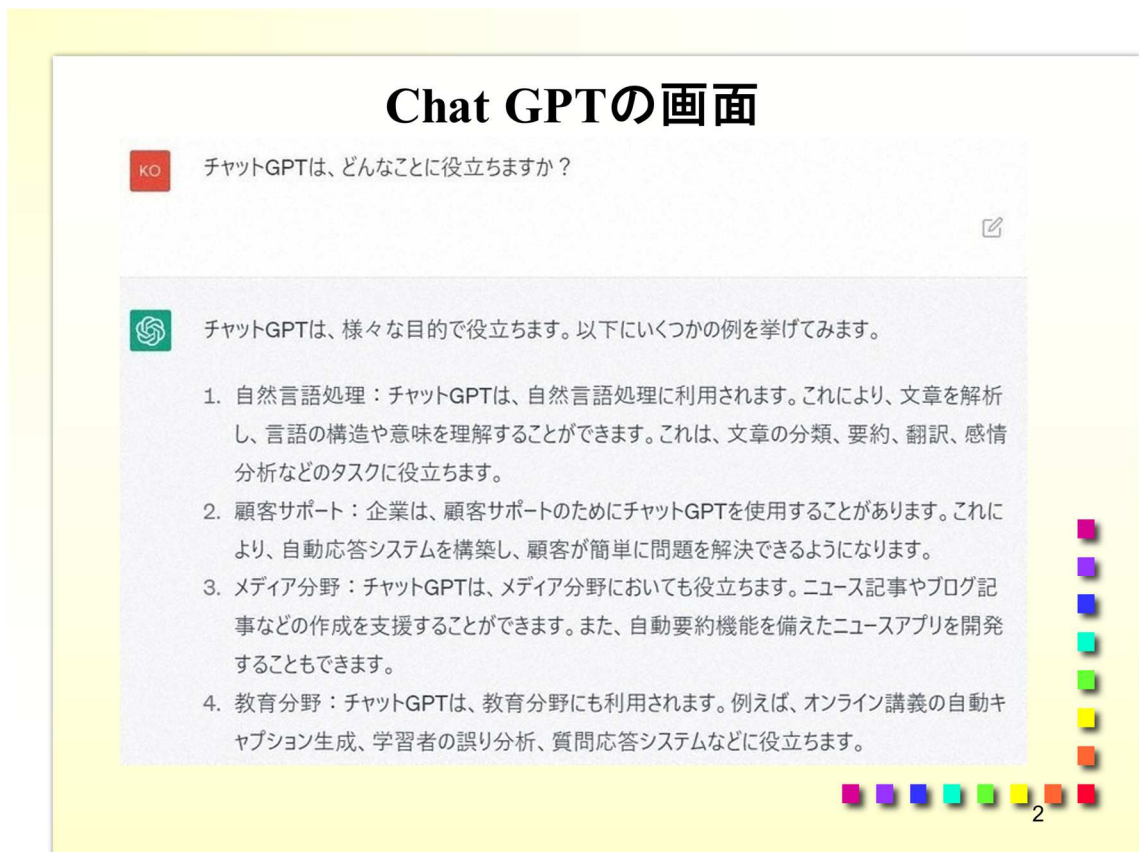 Chat GPTの画面
KO
チャットGPTは、どんなことに役立ちますか？
チャットGPTは、様々な目的で役立ちます。以下にいくつかの例を挙げてみます。
1. 自然言語処理：チャットGPTは、自然言語処理に利用されます。これにより、文章を解析
し、言語の構造や意味を理解することができます。これは、文章の分類、要約、翻訳、感情
分析などのタスクに役立ちます。
2. 顧客サポート：企業は、顧客サポートのためにチャットGPTを使用することがあります。これに
より、自動応答システムを構築し、顧客が簡単に問題を解決できるようになります。
3. メディア分野：チャットGPTは、メディア分野においても役立ちます。ニュース記事やブログ記
事などの作成を支援することができます。また、自動要約機能を備えたニュースアプリを開発
することもできます。
4. 教育分野：チャットGPTは、教育分野にも利用されます。例えば、オンライン講義の自動キ
ャプション生成、学習者の誤り分析、質問応答システムなどに役立ちます。
2